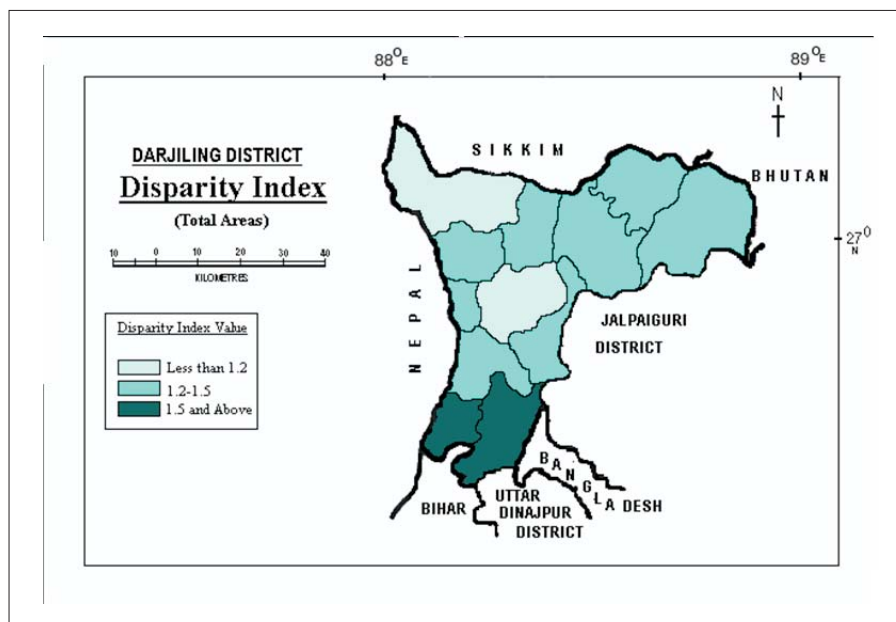 88°E
89°E
N
SIKKIM
BHUTAN
DARJILING DISTRICT
Disparity Index
(Total Areas)
10 0 10 20 30 40
KILOMETRES
27°N
NEPAL
JALPAIGURI
DISTRICT
Disparity Index Value
Less than 1.2
1.2-1.5
1.5 and Above
BANGLADESH
BIHAR
UTTAR
DINAJPUR
DISTRICT